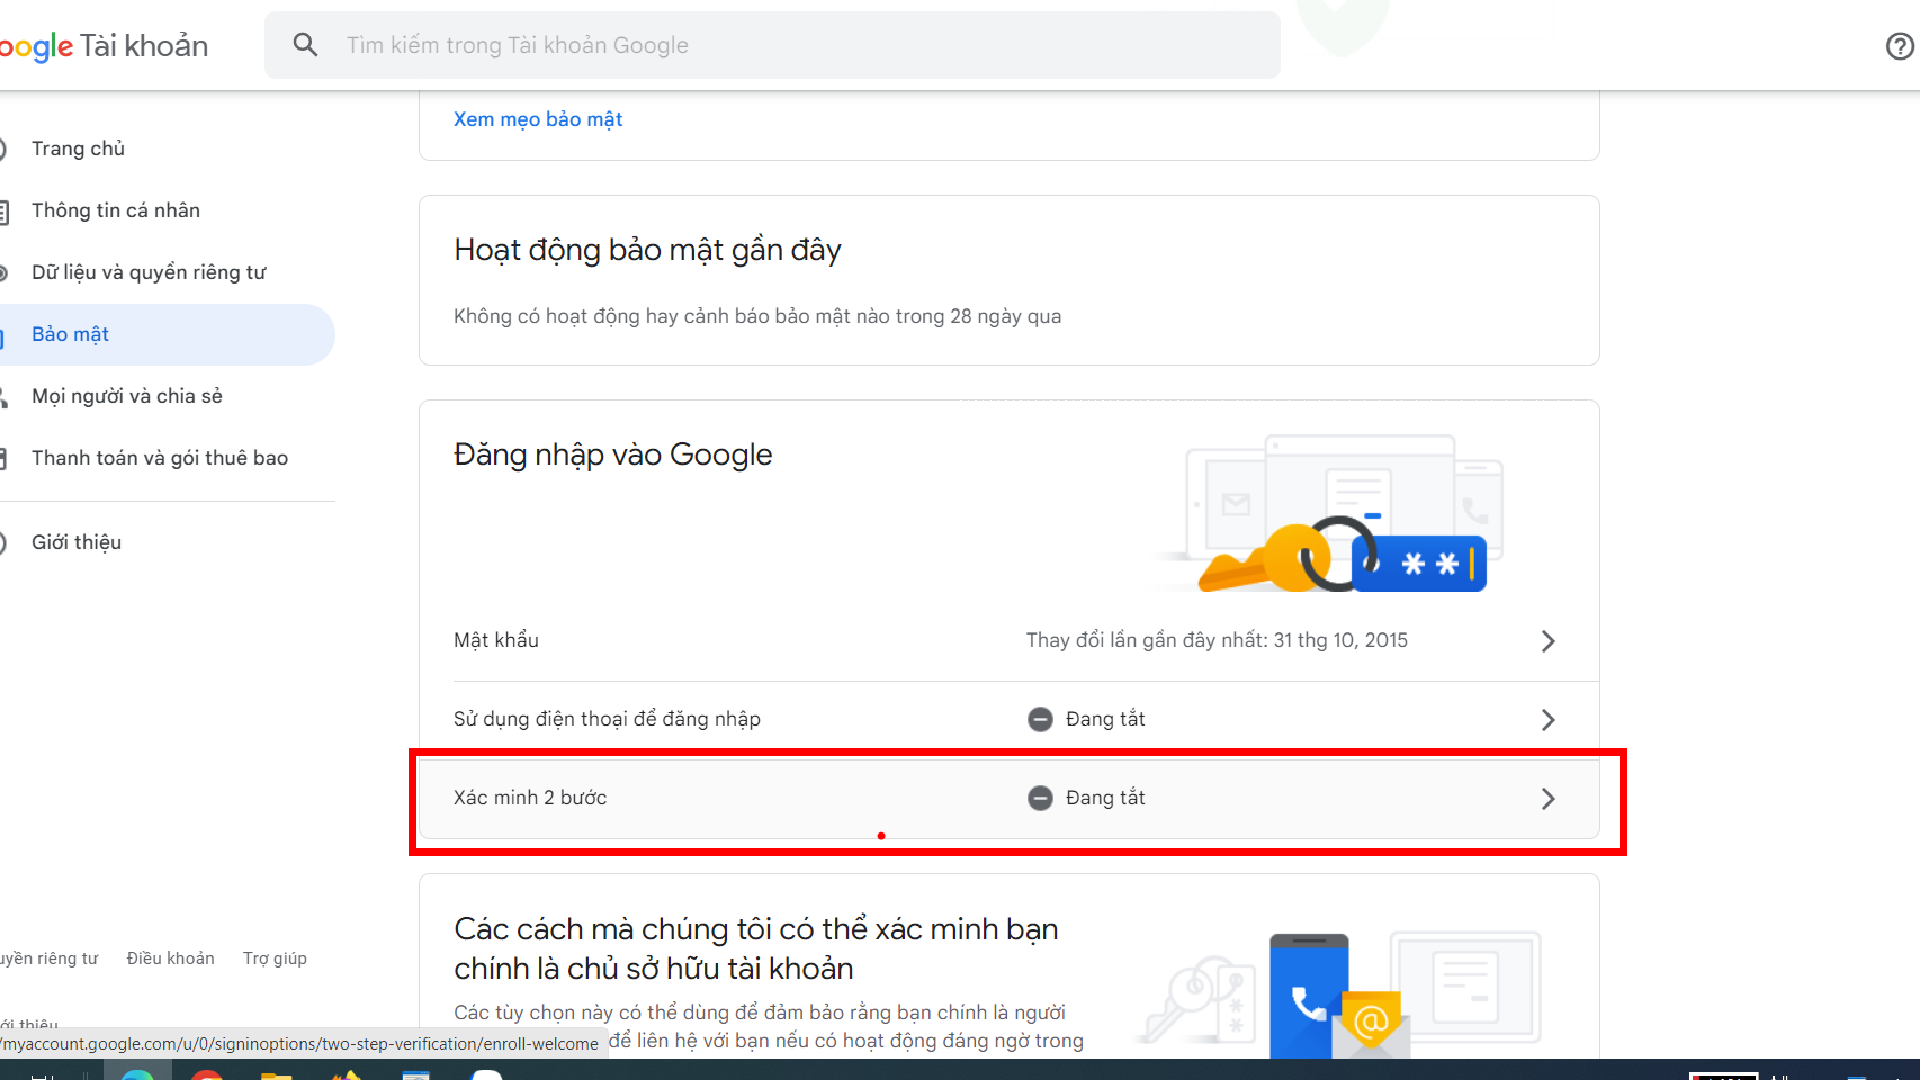 oogle Tài khoản
Tìm kiếm trong Tài khoản Google
Xem mẹo bảo mật
Trang chủ
Thông tin cá nhân
Dữ liệu và quyền riêng tư
Bảo mật
Mọi người và chia sẻ
Thanh toán và gói thuê bao
Giới thiệu
Hoạt động bảo mật gần đây
Không có hoạt động hay cảnh báo bảo mật nào trong 28 ngày qua
Đăng nhập vào Google
Mật khẩu
Thay đổi lần gần đây nhất: 31 thg 10, 2015
Sử dụng điện thoại để đăng nhập
Đang tắt
Xác minh 2 bước
Đang tắt
Các cách mà chúng tôi có thể xác minh bạn
chính là chủ sở hữu tài khoản
Các tùy chọn này có thể dùng để đảm bảo rằng bạn chính là người
để liên hệ với bạn nếu có hoạt động đáng ngờ trong
uyền riêng tư Điều khoản Trợ giúp
/myaccount.google.com/u/0/signinoptions/two-step-verification/enroll-welcome